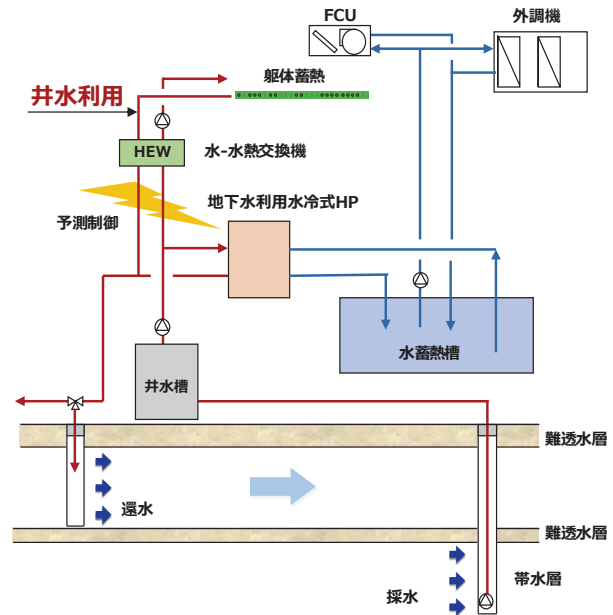 FCU
外調機
躯体蓄熱
井水利用
HEW
水-水熱交換機
地下水利用水冷式HP
予測制御
水蓄熱槽
井水槽
難透水層
還水
難透水層
帯水層
採水